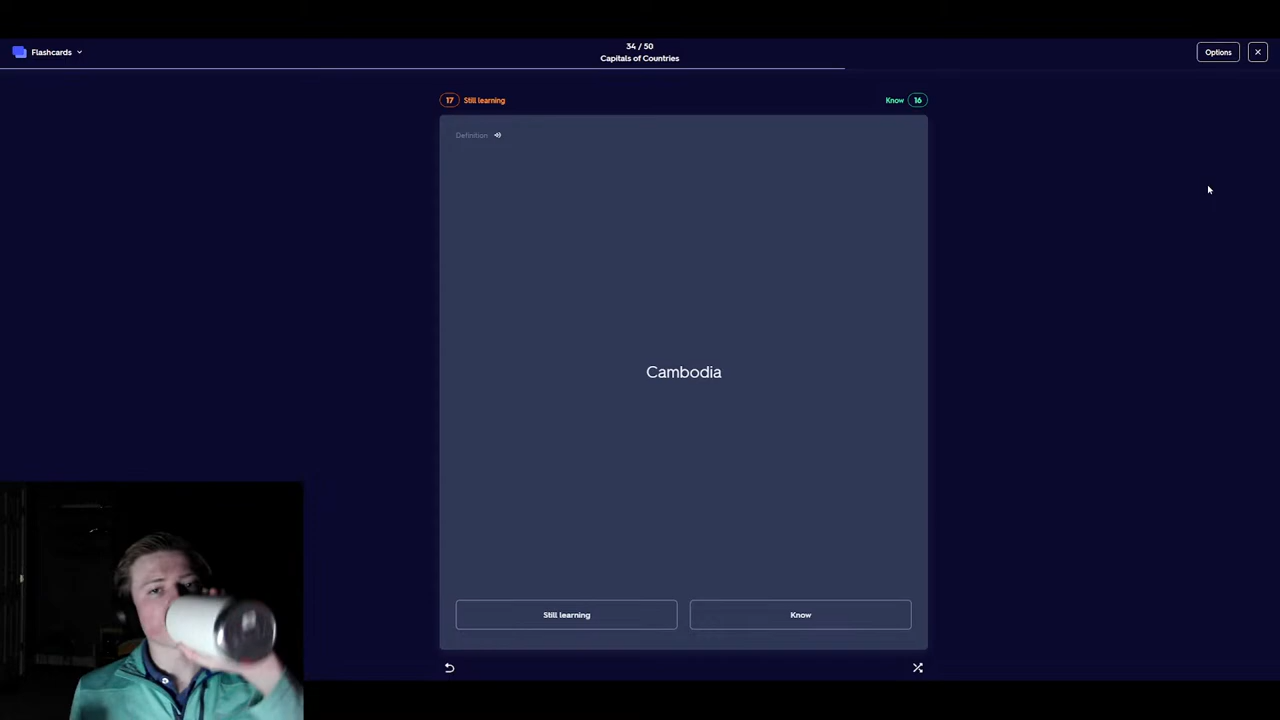 Flashcards
34 / 50
Capitals of Countries
Options
17 Still learning
Know 16
Definition
Cambodia
Still learning
Know